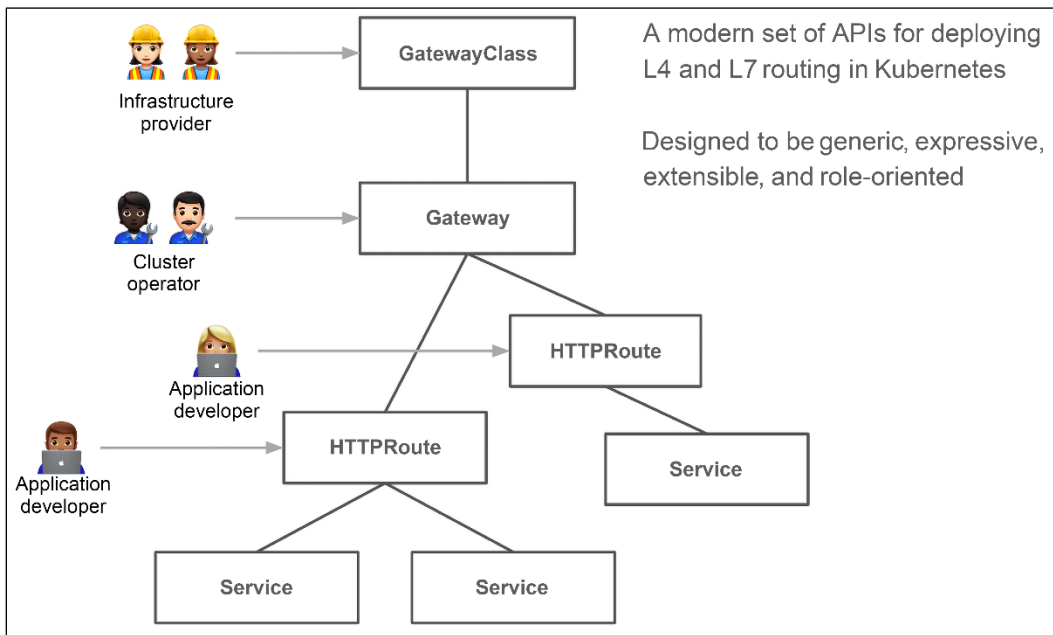 GatewayClass
A modern set of APIs for deploying
L4 and L7 routing in Kubernetes
Infrastructure
provider
Designed to be generic, expressive,
extensible, and role-oriented
Gateway
Cluster
operator
HTTPRoute
Application
developer
HTTPRoute
Application
developer
Service
Service
Service